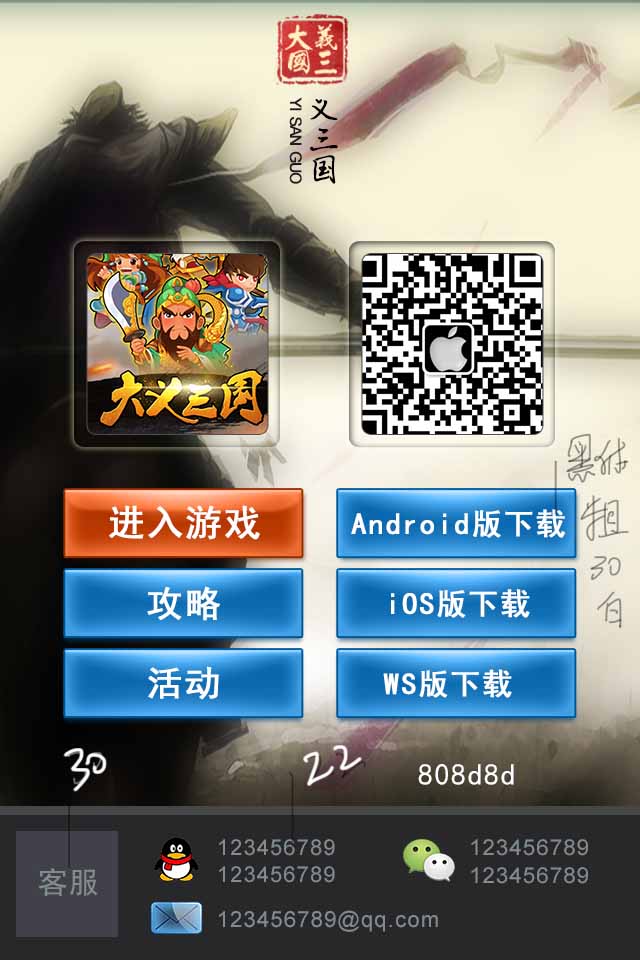 大義
國三
义三国
YI SAN GUO
大义三国
进入游戏
Android版下载
攻略
iOS版下载
活动
WS版下载
黑体
粗
30
白
30
22
808d8d
客服
123456789
123456789
123456789
123456789
123456789@qq.com